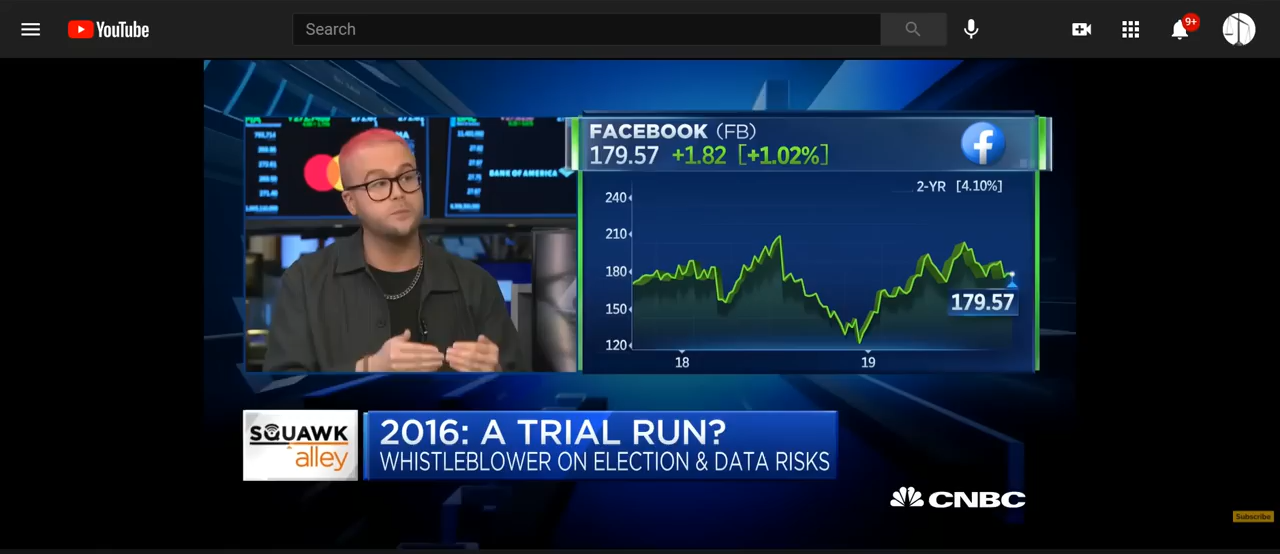 YouTube
Search
9+
FACEBOOK (FB)
179.57 +1.82 [+1.02%]
2-YR [4.10%]
240
210
180
150
120
179.57
18 19
BANK OF AMERICA
SQUAWK
alley
2016: A TRIAL RUN?
WHISTLEBLOWER ON ELECTION & DATA RISKS
CNBC
Subscribe